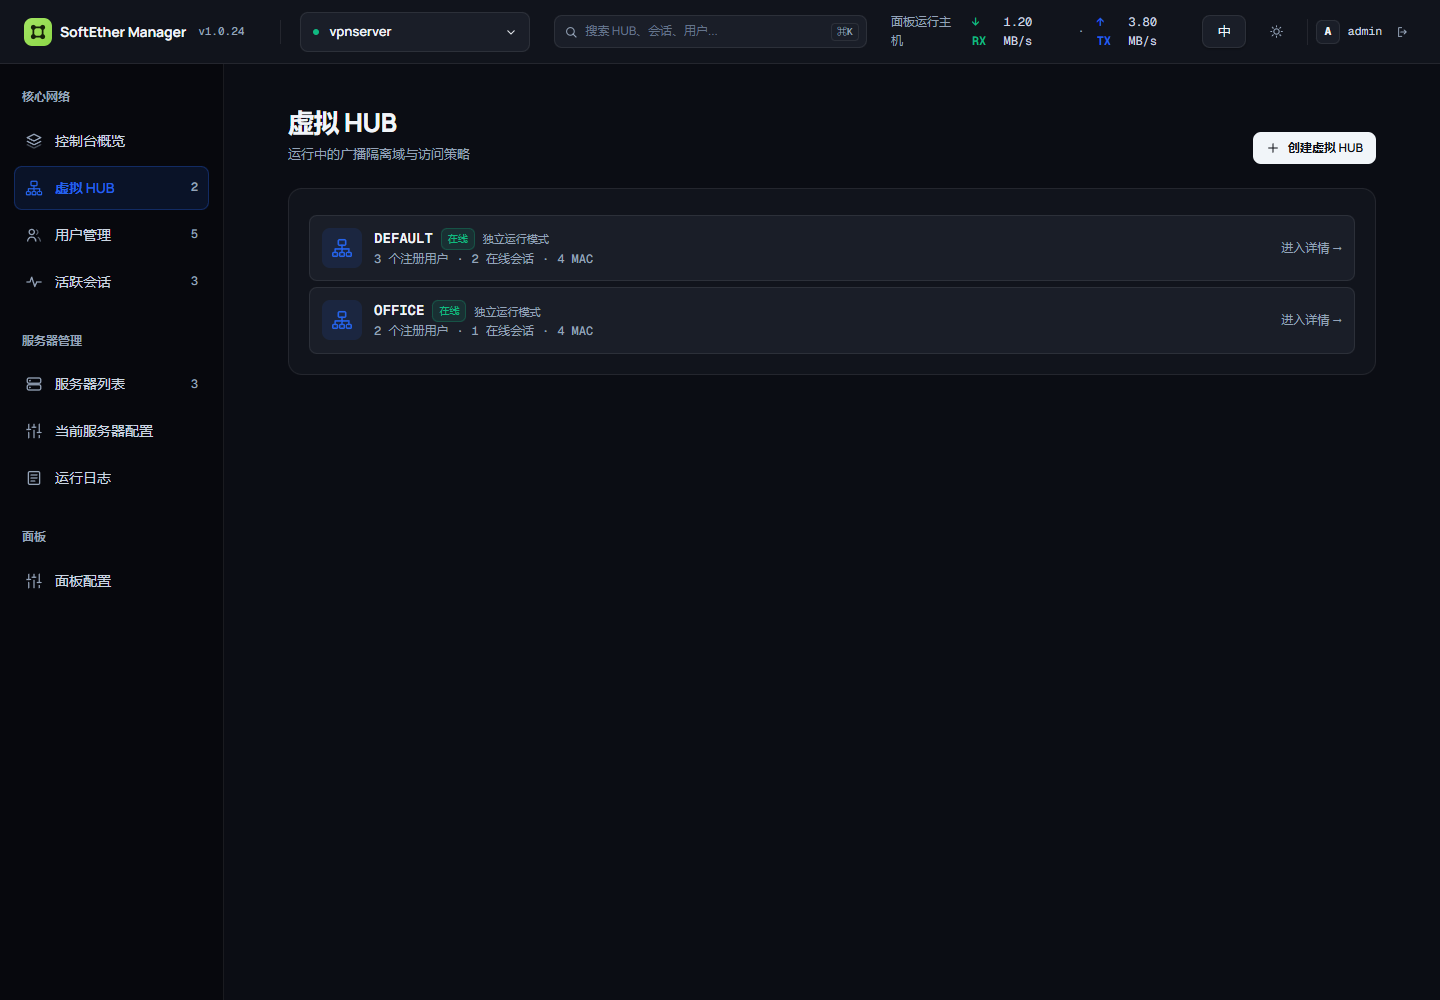 SoftEther Manager v1.0.24
vpnserver
搜索 HUB、会话、用户... ⌘K
面板运行主机
↓ RX 1.20 MB/s
·
↑ TX 3.80 MB/s
中
A admin
核心网络
控制台概览
虚拟 HUB 2
用户管理 5
活跃会话 3
服务器管理
服务器列表 3
当前服务器配置
运行日志
面板
面板配置
虚拟 HUB
运行中的广播隔离域与访问策略
创建虚拟 HUB
DEFAULT 在线 独立运行模式
3 个注册用户 · 2 在线会话 · 4 MAC
进入详情 →
OFFICE 在线 独立运行模式
2 个注册用户 · 1 在线会话 · 4 MAC
进入详情 →